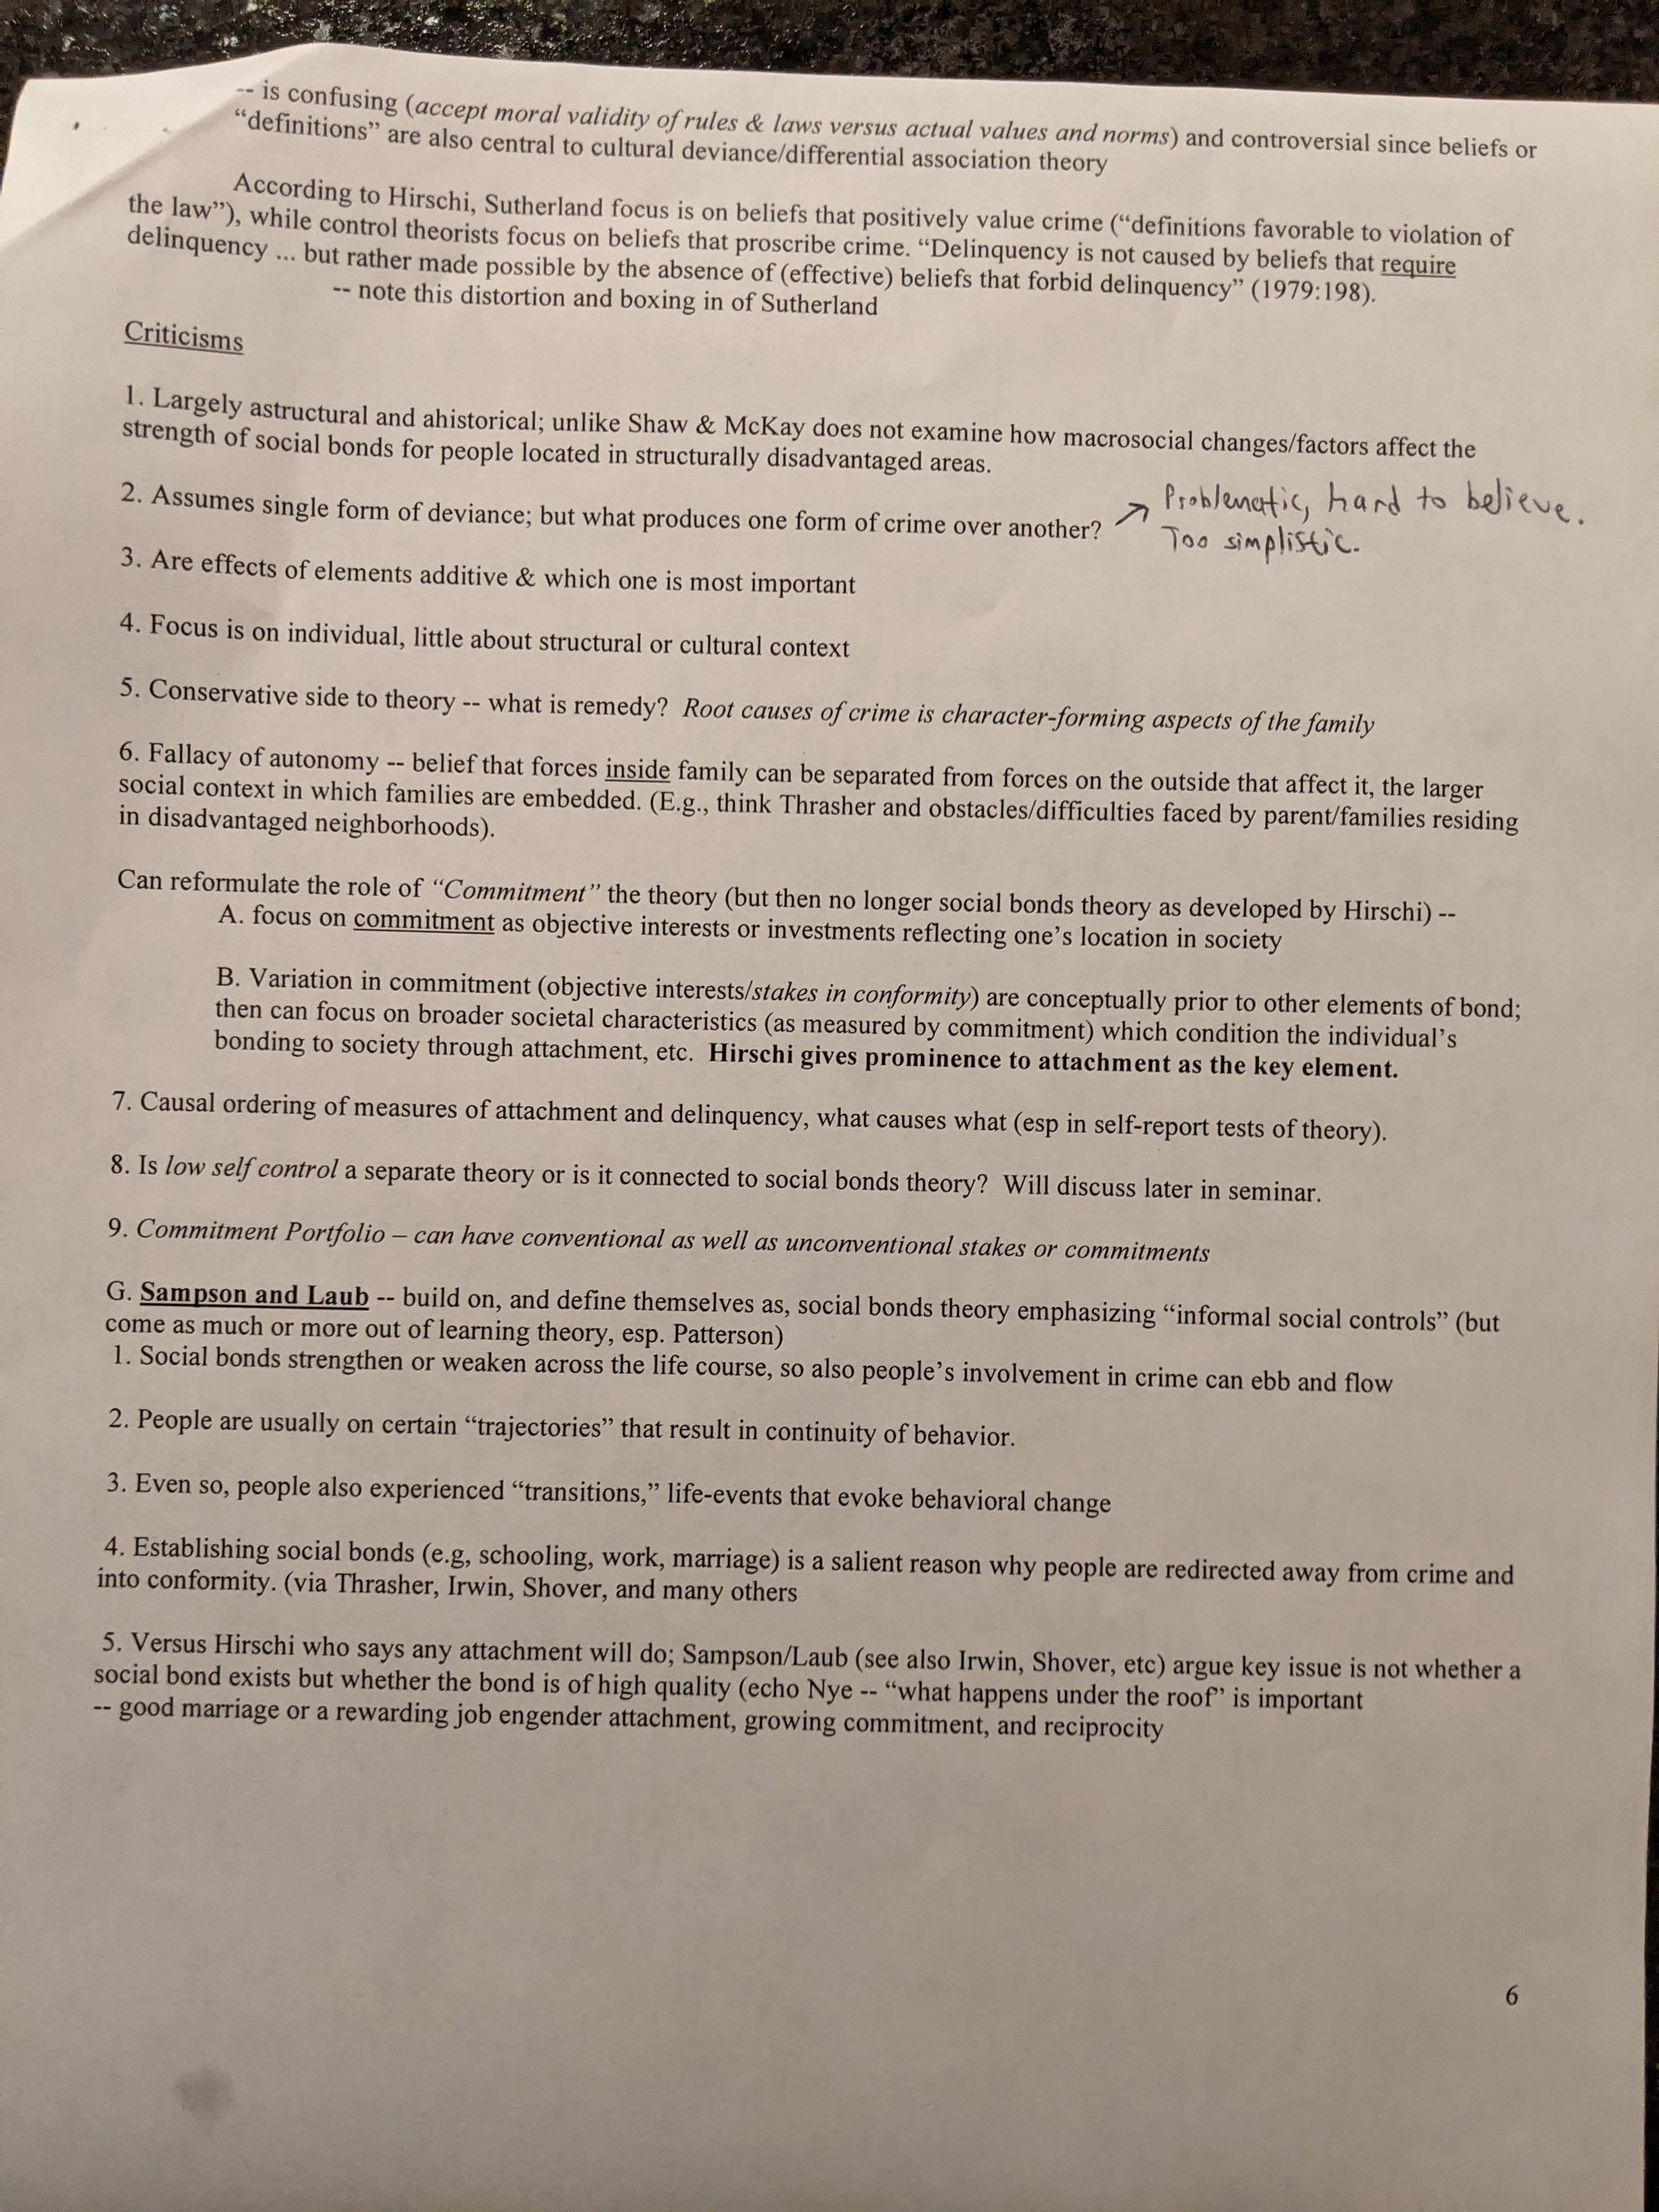 -- is confusing (accept moral validity of rules & laws versus actual values and norms) and controversial since beliefs or
“definitions” are also central to cultural deviance/differential association theory
According to Hirschi, Sutherland focus is on beliefs that positively value crime (“definitions favorable to violation of
the law”), while control theorists focus on beliefs that proscribe crime. “Delinquency is not caused by beliefs that require
delinquency ... but rather made possible by the absence of (effective) beliefs that forbid delinquency” (1979:198).
-- note this distortion and boxing in of Sutherland
Criticisms
1. Largely astructural and ahistorical; unlike Shaw & McKay does not examine how macrosocial changes/factors affect the
strength of social bonds for people located in structurally disadvantaged areas.
2. Assumes single form of deviance; but what produces one form of crime over another? → Problematic, hard to believe.
Too simplistic.
3. Are effects of elements additive & which one is most important
4. Focus is on individual, little about structural or cultural context
5. Conservative side to theory -- what is remedy? Root causes of crime is character-forming aspects of the family
6. Fallacy of autonomy -- belief that forces inside family can be separated from forces on the outside that affect it, the larger
social context in which families are embedded. (E.g., think Thrasher and obstacles/difficulties faced by parent/families residing
in disadvantaged neighborhoods).
Can reformulate the role of “Commitment” the theory (but then no longer social bonds theory as developed by Hirschi) --
A. focus on commitment as objective interests or investments reflecting one’s location in society
B. Variation in commitment (objective interests/stakes in conformity) are conceptually prior to other elements of bond;
then can focus on broader societal characteristics (as measured by commitment) which condition the individual’s
bonding to society through attachment, etc. Hirschi gives prominence to attachment as the key element.
7. Causal ordering of measures of attachment and delinquency, what causes what (esp in self-report tests of theory).
8. Is low self control a separate theory or is it connected to social bonds theory? Will discuss later in seminar.
9. Commitment Portfolio – can have conventional as well as unconventional stakes or commitments
G. Sampson and Laub -- build on, and define themselves as, social bonds theory emphasizing “informal social controls” (but
come as much or more out of learning theory, esp. Patterson)
1. Social bonds strengthen or weaken across the life course, so also people’s involvement in crime can ebb and flow
2. People are usually on certain “trajectories” that result in continuity of behavior.
3. Even so, people also experienced “transitions,” life-events that evoke behavioral change
4. Establishing social bonds (e.g, schooling, work, marriage) is a salient reason why people are redirected away from crime and
into conformity. (via Thrasher, Irwin, Shover, and many others
5. Versus Hirschi who says any attachment will do; Sampson/Laub (see also Irwin, Shover, etc) argue key issue is not whether a
social bond exists but whether the bond is of high quality (echo Nye -- “what happens under the roof” is important
-- good marriage or a rewarding job engender attachment, growing commitment, and reciprocity
6